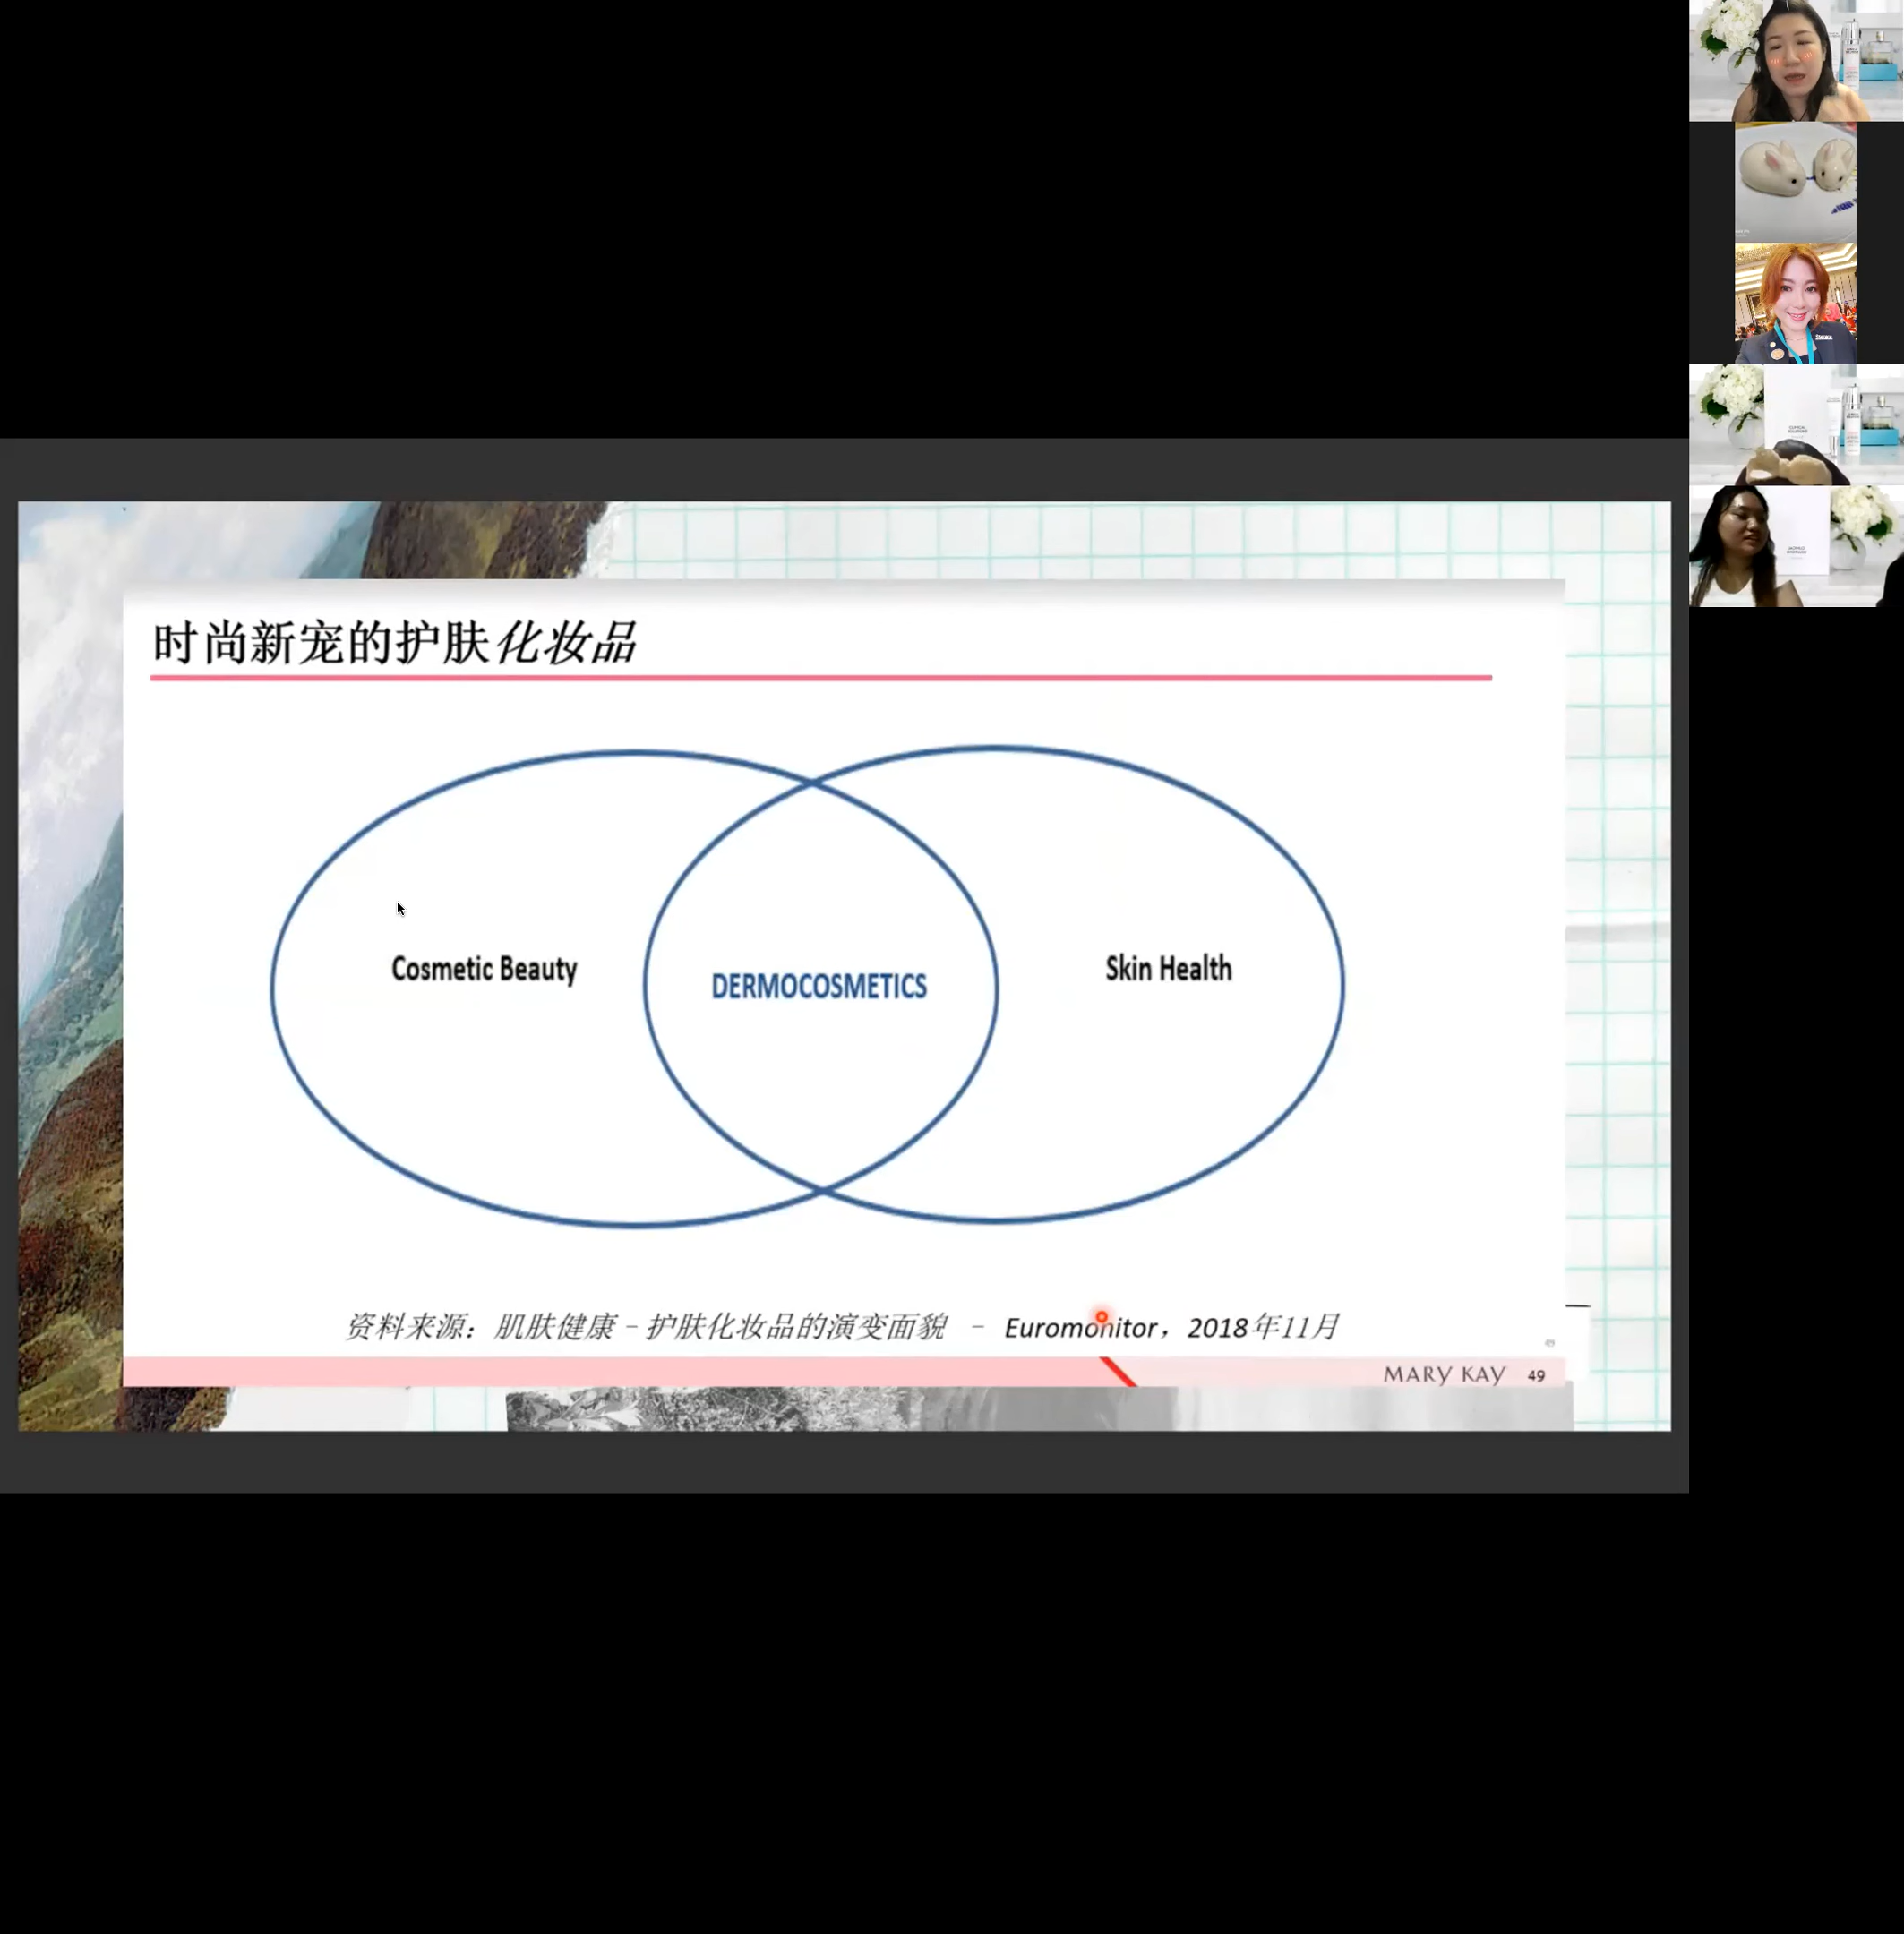 时尚新宠的护肤化妆品
Cosmetic Beauty
DERMOCOSMETICS
Skin Health
资料来源：肌肤健康－护肤化妆品的演变面貌 － Euromonitor，2018年11月
MARY KAY 49